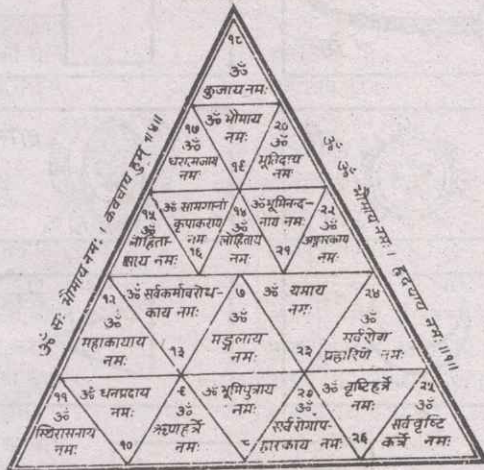 १८
ॐ
कुजाय नमः
१७
ॐ
धरात्मजाय
नमः
ॐ भौमाय
नमः
१९
२०
ॐ
भूतिदाय
नमः
१५
ॐ
लोहिता-
क्षाय नमः
ॐ सामगानां
कृपाकराय
नमः
१६
१४
ॐ
लोहिताय
नमः
ॐ भूमिनन्द-
नाय नमः
२१
२२
ॐ
अङ्गारकाय
नमः
१२
ॐ
महाकायाय
नमः
ॐ सर्वकर्मावरोध-
काय नमः
१३
७
ॐ
मङ्गलाय
नमः
ॐ यमाय
नमः
२३
२४
ॐ
सर्वरोगा
प्रहारिणे नमः
११
ॐ
स्थिरासनाय
नमः
ॐ धनप्रदाय
नमः
१०
९
ॐ
ऋणहर्त्रे
नमः
ॐ भूमिपुत्राय
नमः
८
ॐ
सर्वरोगाप-
हारकाय नमः
ॐ वृष्टिहर्त्रे
नमः
२६
२५
ॐ
सर्व वृष्टि
कर्त्रे नमः
ॐ सः भौमाय नमः । कवचाय हुम् ॥४॥
ॐ ॐ भौमाय नमः । हृदयाय नमः ॥१॥